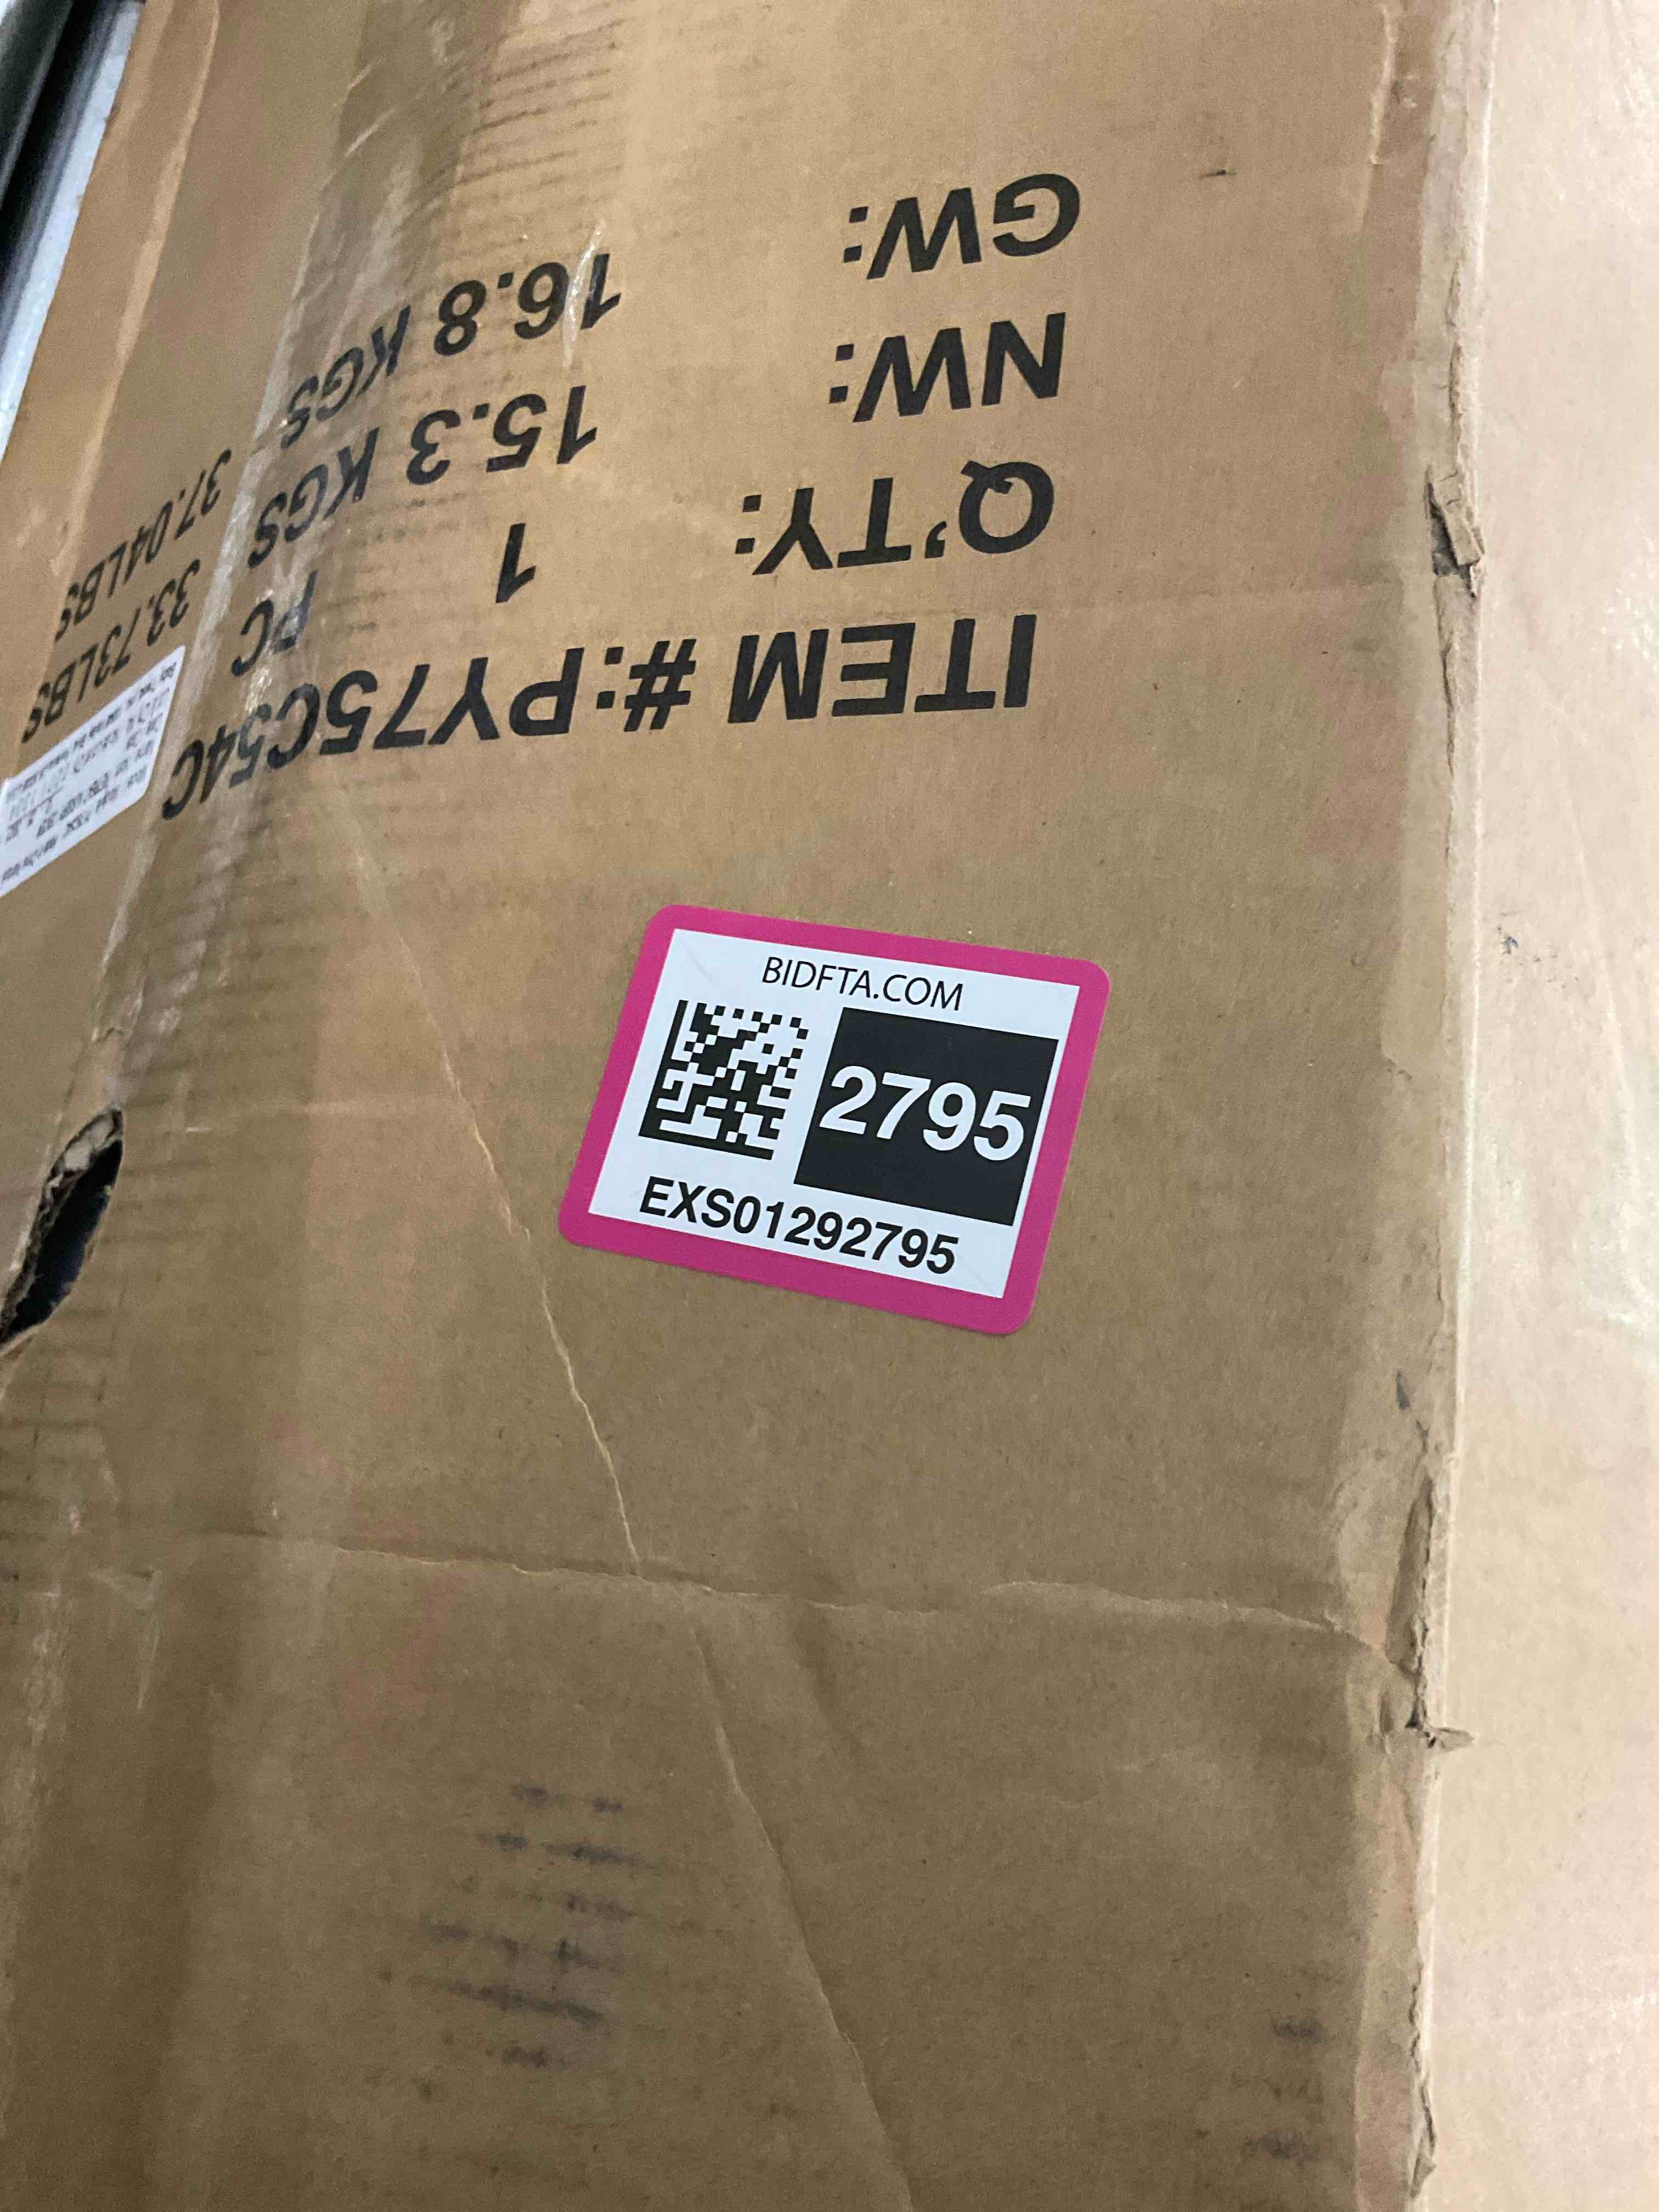 ITEM #:PY75C54C
Q'TY: 1 PC
NW: 15.3 KGS 33.73LBS
GW: 16.8 KGS 37.04LBS
BIDFTA.COM
2795
EXS01292795